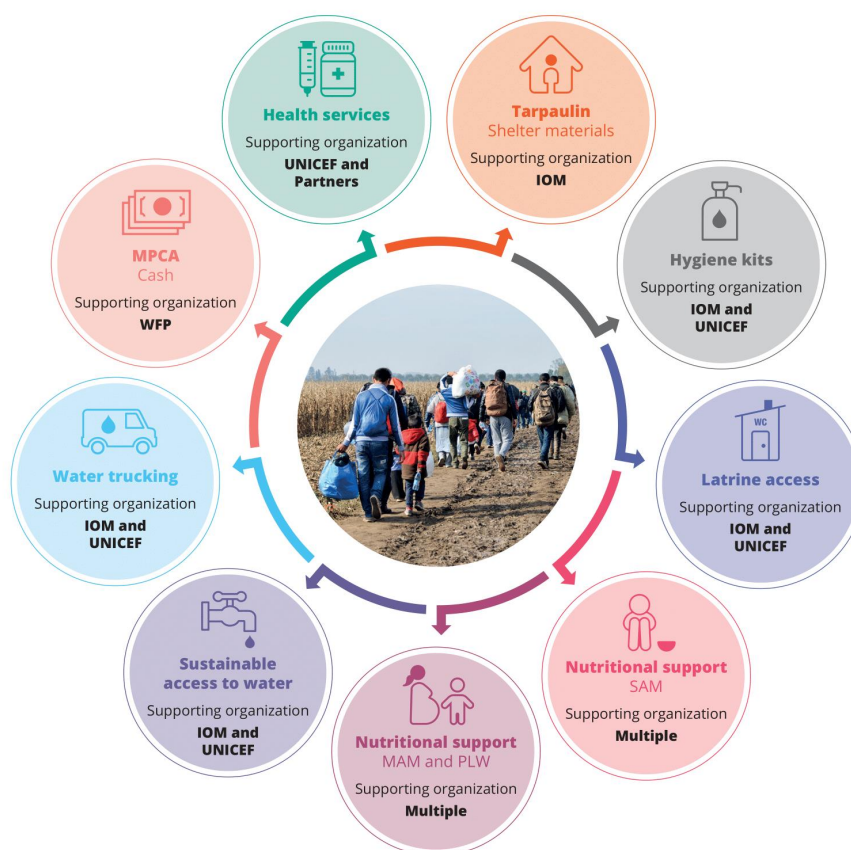 Health services
Supporting organization
UNICEF and
Partners
Tarpaulin
Shelter materials
Supporting organization
IOM
Hygiene kits
Supporting organization
IOM and
UNICEF
WC
Latrine access
Supporting organization
IOM and
UNICEF
Nutritional support
SAM
Supporting organization
Multiple
Nutritional support
MAM and PLW
Supporting organization
Multiple
Sustainable
access to water
Supporting organization
IOM and
UNICEF
Water trucking
Supporting organization
IOM and
UNICEF
MPCA
Cash
Supporting organization
WFP